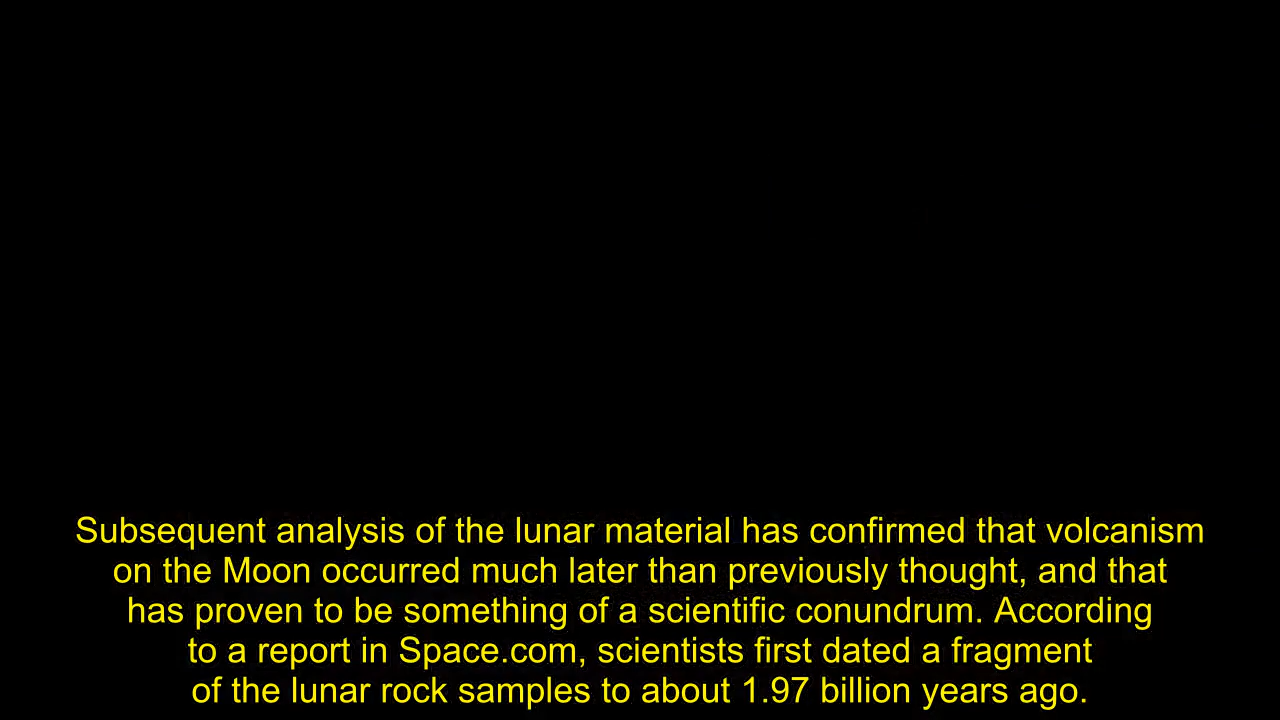 Subsequent analysis of the lunar material has confirmed that volcanism
on the Moon occurred much later than previously thought, and that
has proven to be something of a scientific conundrum. According
to a report in Space.com, scientists first dated a fragment
of the lunar rock samples to about 1.97 billion years ago.